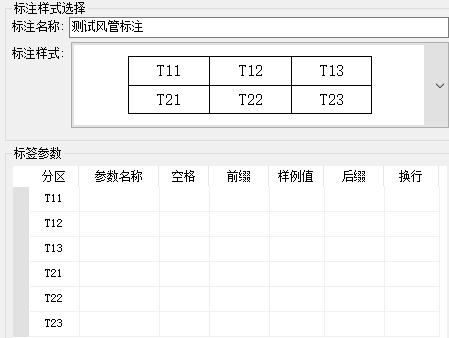 标注样式选择
标注名称: 测试风管标注
标注样式:
T11 T12 T13
T21 T22 T23
标签参数
分区 参数名称 空格 前缀 样例值 后缀 换行
T11
T12
T13
T21
T22
T23